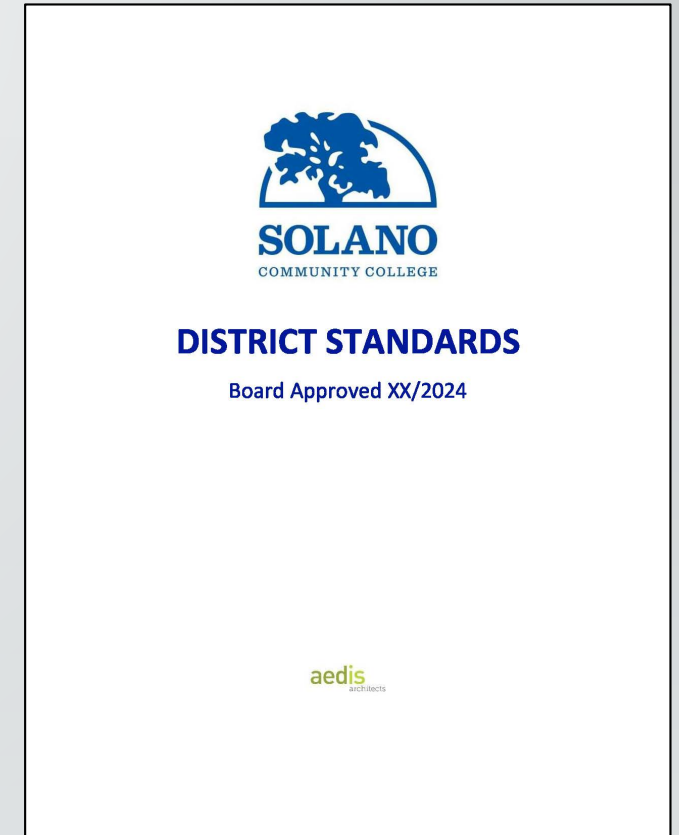 SOLANO
COMMUNITY COLLEGE
DISTRICT STANDARDS
Board Approved XX/2024
aedis
architects